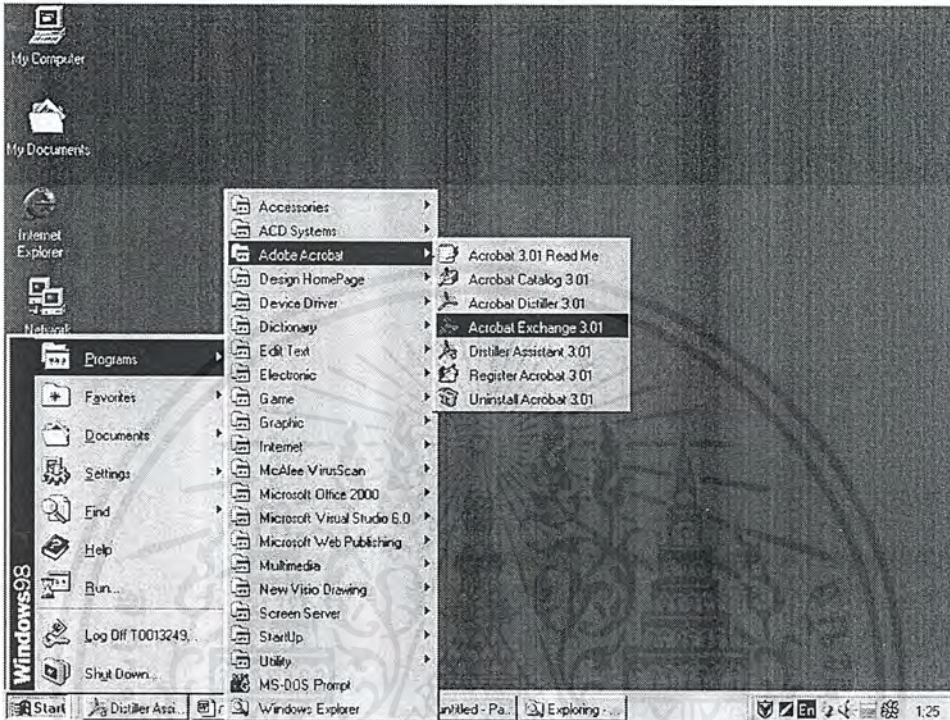 My Computer
My Documents
Internet
Explorer
Network
Programs
Favorites
Documents
Settings
Find
Help
Run...
Log Off T0013249...
Shut Down...
Windows98
Accessories
ACD Systems
Adobe Acrobat
Design HomePage
Device Driver
Dictionary
Edit Text
Electronic
Game
Graphic
Internet
McAfee VirusScan
Microsoft Office 2000
Microsoft Visual Studio 6.0
Microsoft Web Publishing
Multimedia
New Visio Drawing
Screen Server
StartUp
Utility
MS-DOS Prompt
Windows Explorer
Acrobat 3.01 Read Me
Acrobat Catalog 3.01
Acrobat Distiller 3.01
Acrobat Exchange 3.01
Distiller Assistant 3.01
Register Acrobat 3.01
Uninstall Acrobat 3.01
Start
Distiller Assi...
untitled - Pa...
Exploring - ...
En
1:25